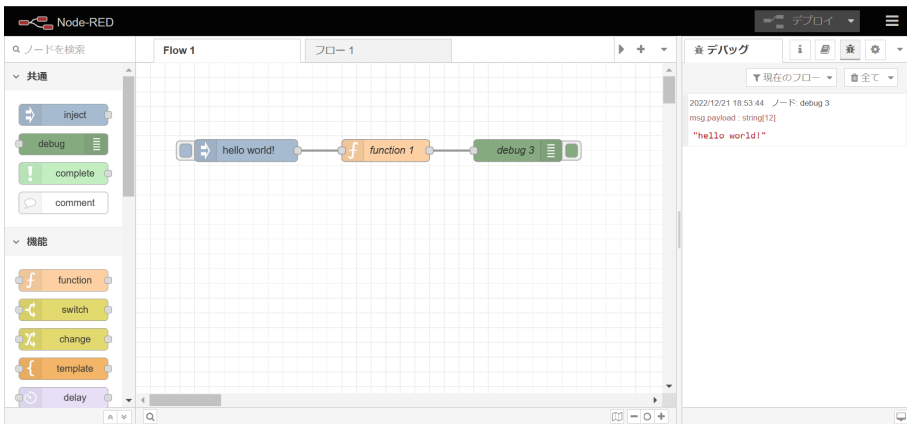 Node-RED
デプロイ
ノードを検索
Flow 1
フロー 1
デバッグ
i
共通
現在のフロー
全て
inject
debug
complete
comment
hello world!
function 1
debug 3
2022/12/21 18:53:44 ノード: debug 3
msg.payload : string[12]
"hello world!"
機能
function
switch
change
template
delay